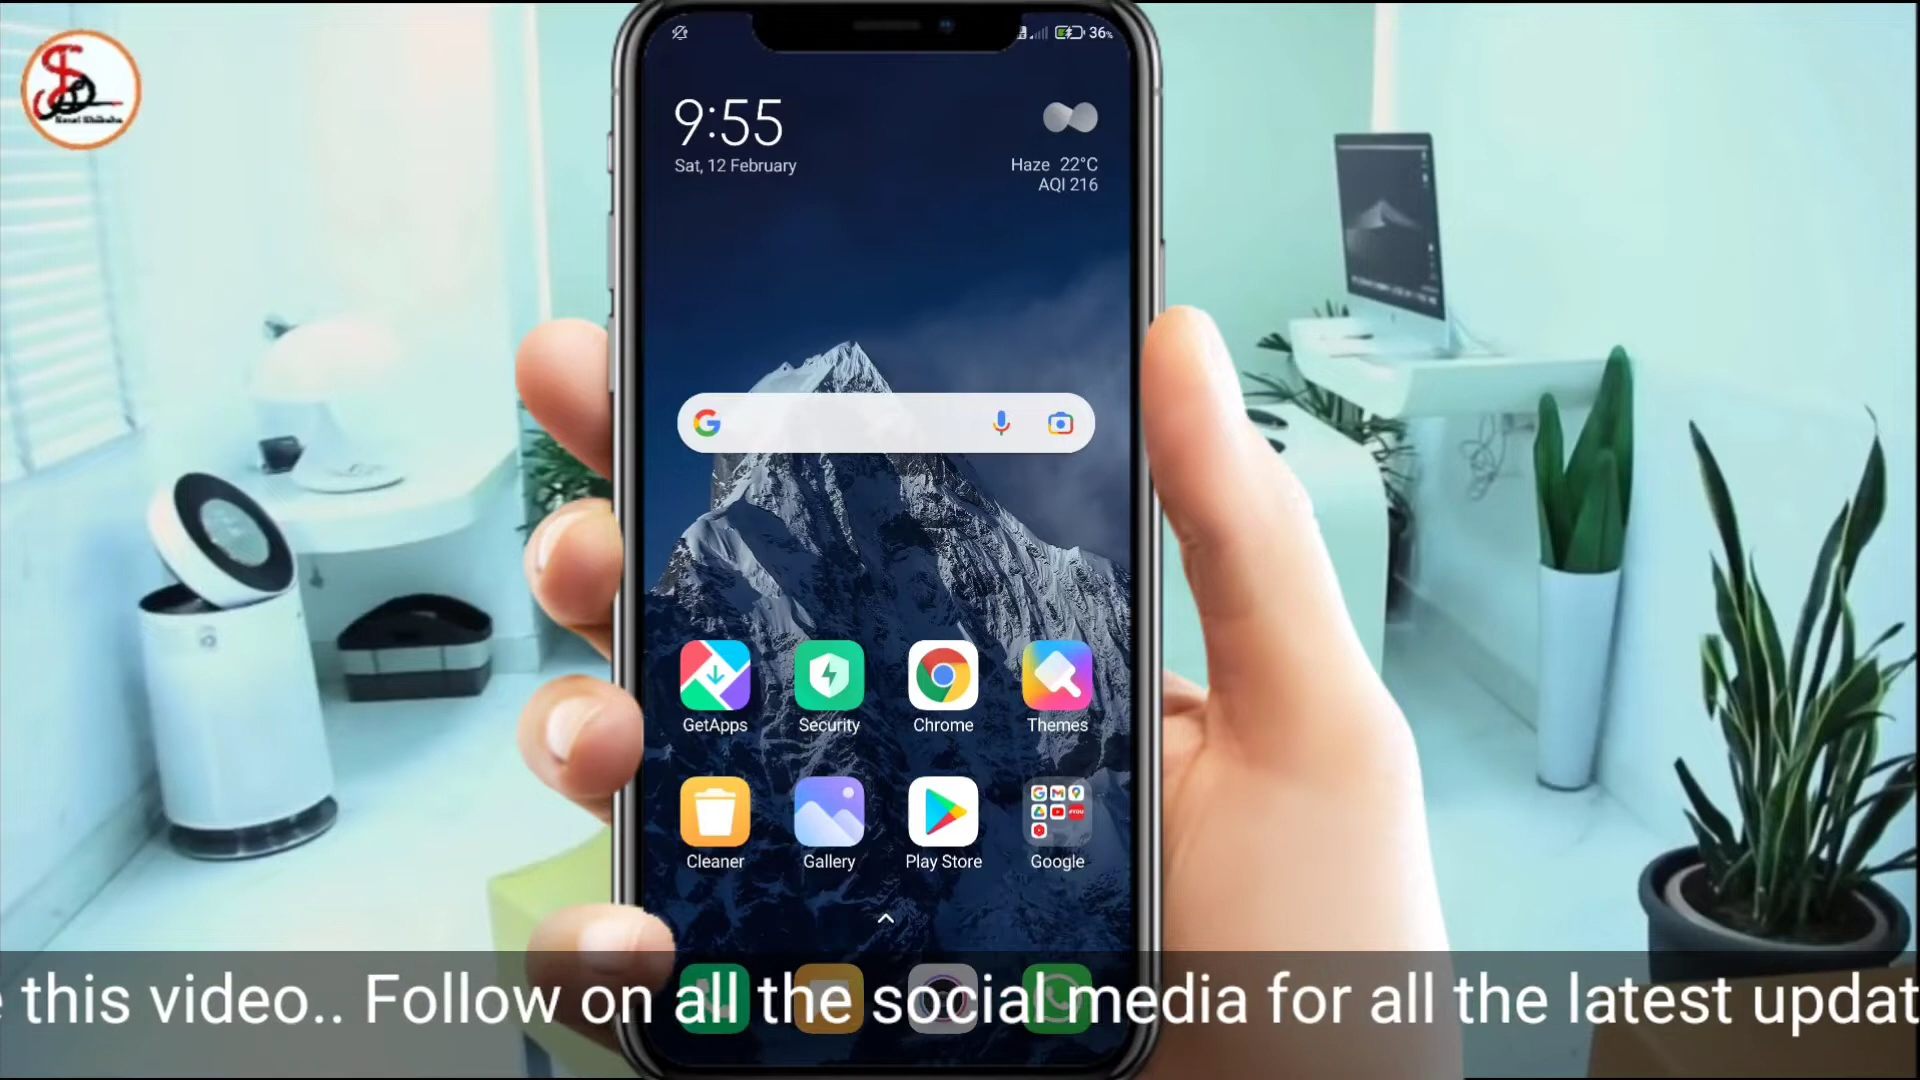 36%
9:55
Sat, 12 February
Haze 22°C
AQI 216
GetApps
Security
Chrome
Themes
Cleaner
Gallery
Play Store
Google
this video.. Follow on all the social media for all the latest updat